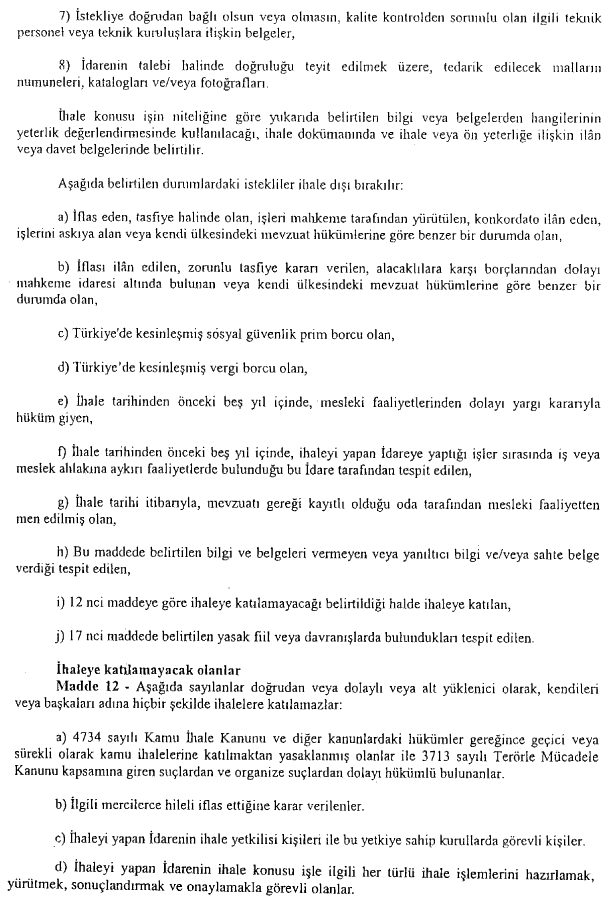 7) İstekliye doğrudan bağlı olsun veya olmasın, kalite kontrolden sorumlu olan ilgili teknik
personel veya teknik kuruluşlara ilişkin belgeler,
8) İdarenin talebi halinde doğruluğu teyit edilmek üzere, tedarik edilecek malların
numuneleri, katalogları ve/veya fotoğrafları.
İhale konusu işin niteliğine göre yukarıda belirtilen bilgi veya belgelerden hangilerinin
yeterlik değerlendirmesinde kullanılacağı, ihale dokümanında ve ihale veya ön yeterliğe ilişkin ilân
veya davet belgelerinde belirtilir.
Aşağıda belirtilen durumlardaki istekliler ihale dışı bırakılır:
a) İflas eden, tasfiye halinde olan, işleri mahkeme tarafından yürütülen, konkordato ilân eden,
işlerini askıya alan veya kendi ülkesindeki mevzuat hükümlerine göre benzer bir durumda olan,
b) İflası ilân edilen, zorunlu tasfiye kararı verilen, alacaklılara karşı borçlarından dolayı
mahkeme idaresi altında bulunan veya kendi ülkesindeki mevzuat hükümlerine göre benzer bir
durumda olan,
c) Türkiye'de kesinleşmiş sosyal güvenlik prim borcu olan,
d) Türkiye'de kesinleşmiş vergi borcu olan,
e) İhale tarihinden önceki beş yıl içinde, mesleki faaliyetlerinden dolayı yargı kararıyla
hüküm giyen,
f) İhale tarihinden önceki beş yıl içinde, ihaleyi yapan İdareye yaptığı işler sırasında iş veya
meslek ahlakına aykırı faaliyetlerde bulunduğu bu İdare tarafından tespit edilen,
g) İhale tarihi itibarıyla, mevzuatı gereği kayıtlı olduğu oda tarafından mesleki faaliyetten
men edilmiş olan,
h) Bu maddede belirtilen bilgi ve belgeleri vermeyen veya yanıltıcı bilgi ve/veya sahte belge
verdiği tespit edilen,
i) 12 nci maddeye göre ihaleye katılamayacağı belirtildiği halde ihaleye katılan,
j) 17 nci maddede belirtilen yasak fiil veya davranışlarda bulundukları tespit edilen.
İhaleye katılamayacak olanlar
Madde 12 - Aşağıda sayılanlar doğrudan veya dolaylı veya alt yüklenici olarak, kendileri
veya başkaları adına hiçbir şekilde ihalelere katılamazlar:
a) 4734 sayılı Kamu İhale Kanunu ve diğer kanunlardaki hükümler gereğince geçici veya
sürekli olarak kamu ihalelerine katılmaktan yasaklanmış olanlar ile 3713 sayılı Terörle Mücadele
Kanunu kapsamına giren suçlardan ve organize suçlardan dolayı hükümlü bulunanlar.
b) İlgili mercilerce hileli iflas ettiğine karar verilenler.
c) İhaleyi yapan İdarenin ihale yetkilisi kişileri ile bu yetkiye sahip kurullarda görevli kişiler.
d) İhaleyi yapan İdarenin ihale konusu işle ilgili her türlü ihale işlemlerini hazırlamak,
yürütmek, sonuçlandırmak ve onaylamakla görevli olanlar.